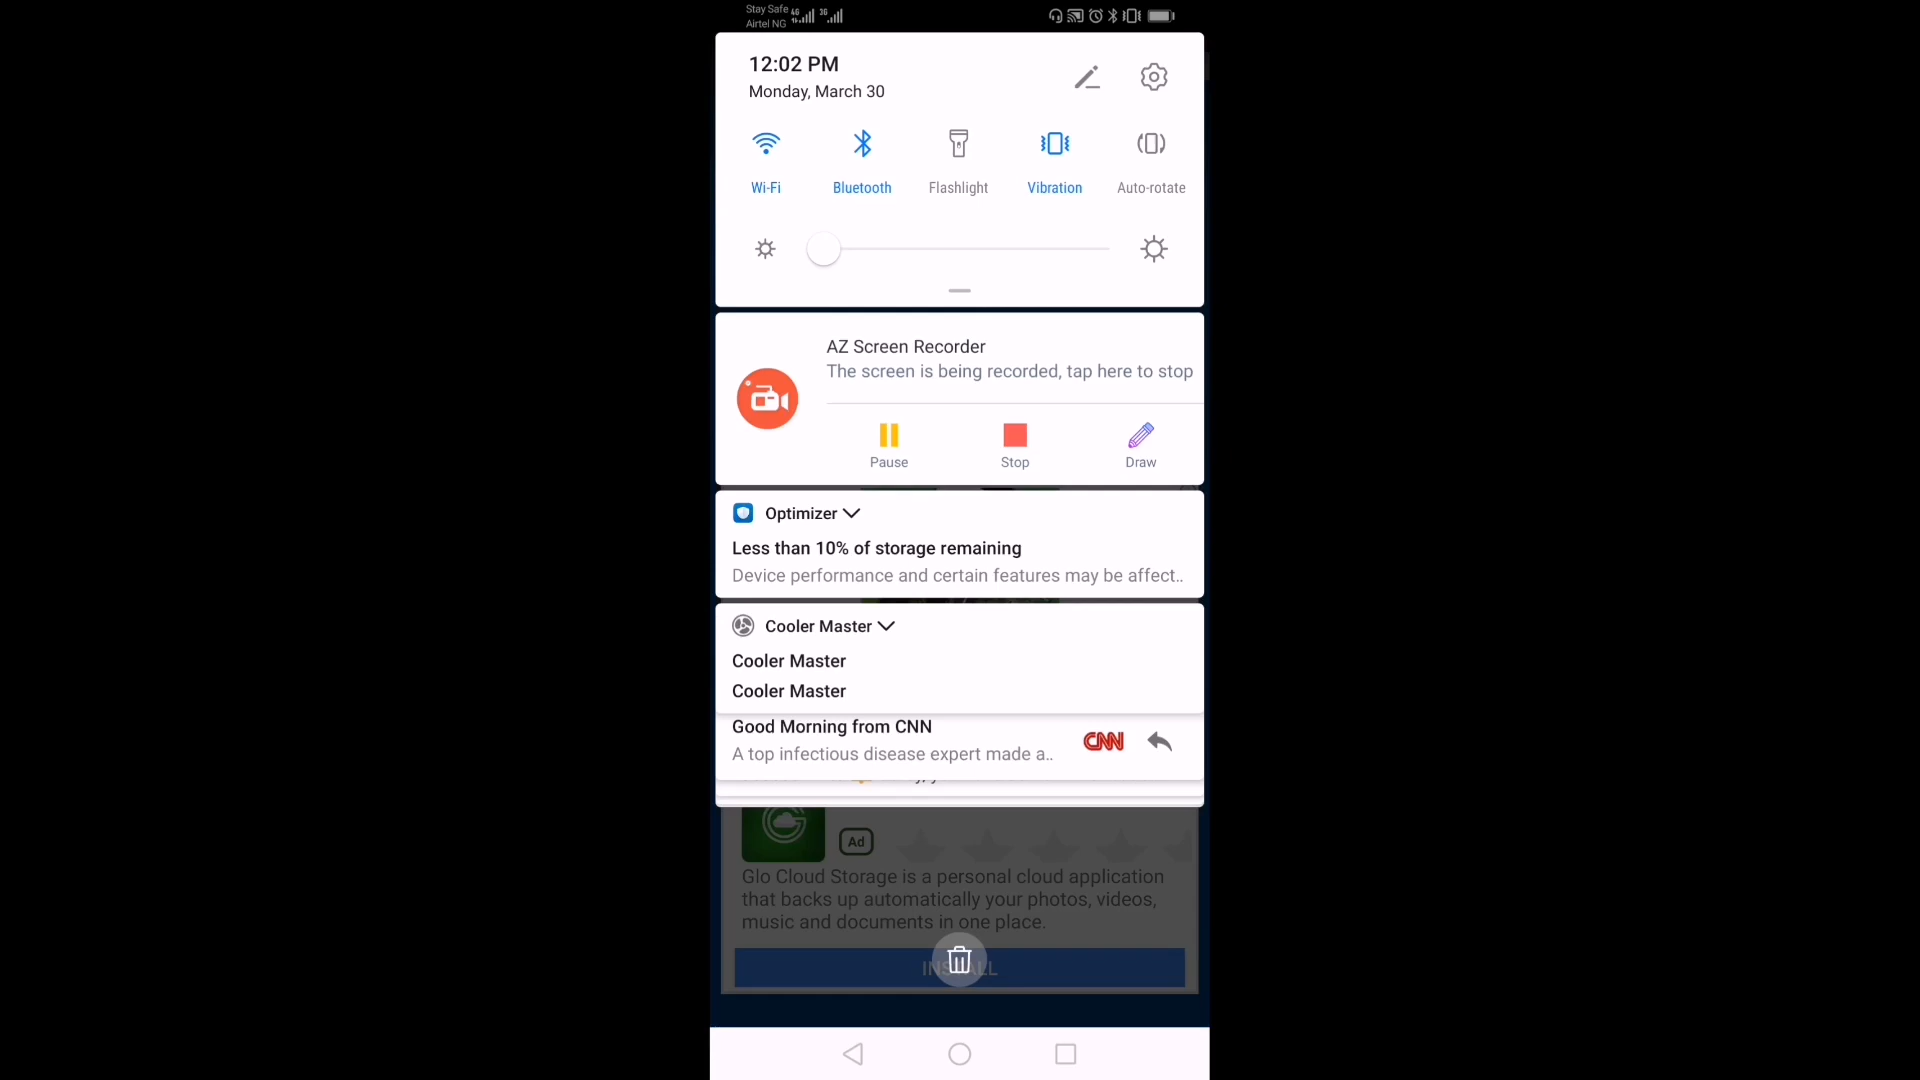 Stay Safe
Airtel NG
4G
3G
12:02 PM
Monday, March 30
Wi-Fi
Bluetooth
Flashlight
Vibration
Auto-rotate
AZ Screen Recorder
The screen is being recorded, tap here to stop
Pause
Stop
Draw
Optimizer
Less than 10% of storage remaining
Device performance and certain features may be affect..
Cooler Master
Cooler Master
Cooler Master
Good Morning from CNN
A top infectious disease expert made a..
CNN
Ad
Glo Cloud Storage is a personal cloud application
that backs up automatically your photos, videos,
music and documents in one place.